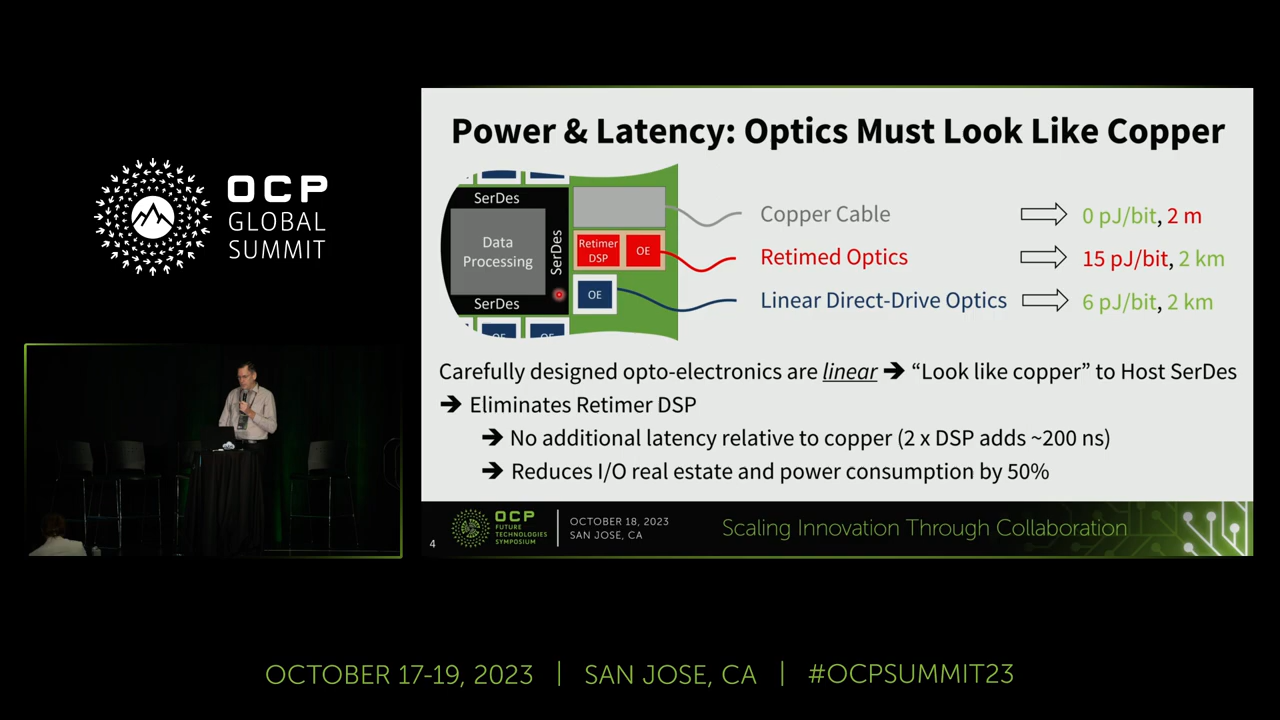 OCP
GLOBAL
SUMMIT
Power & Latency: Optics Must Look Like Copper
SerDes
Data
Processing
SerDes
SerDes
Retimer
DSP
OE
OE
OE
OE
Copper Cable
0 pJ/bit, 2 m
Retimed Optics
15 pJ/bit, 2 km
Linear Direct-Drive Optics
6 pJ/bit, 2 km
Carefully designed opto-electronics are linear ➔ “Look like copper” to Host SerDes
➔ Eliminates Retimer DSP
➔ No additional latency relative to copper (2 x DSP adds ~200 ns)
➔ Reduces I/O real estate and power consumption by 50%
4
OCP
FUTURE
TECHNOLOGIES
SYMPOSIUM
OCTOBER 18, 2023
SAN JOSE, CA
Scaling Innovation Through Collaboration
OCTOBER 17-19, 2023 | SAN JOSE, CA | #OCPSUMMIT23